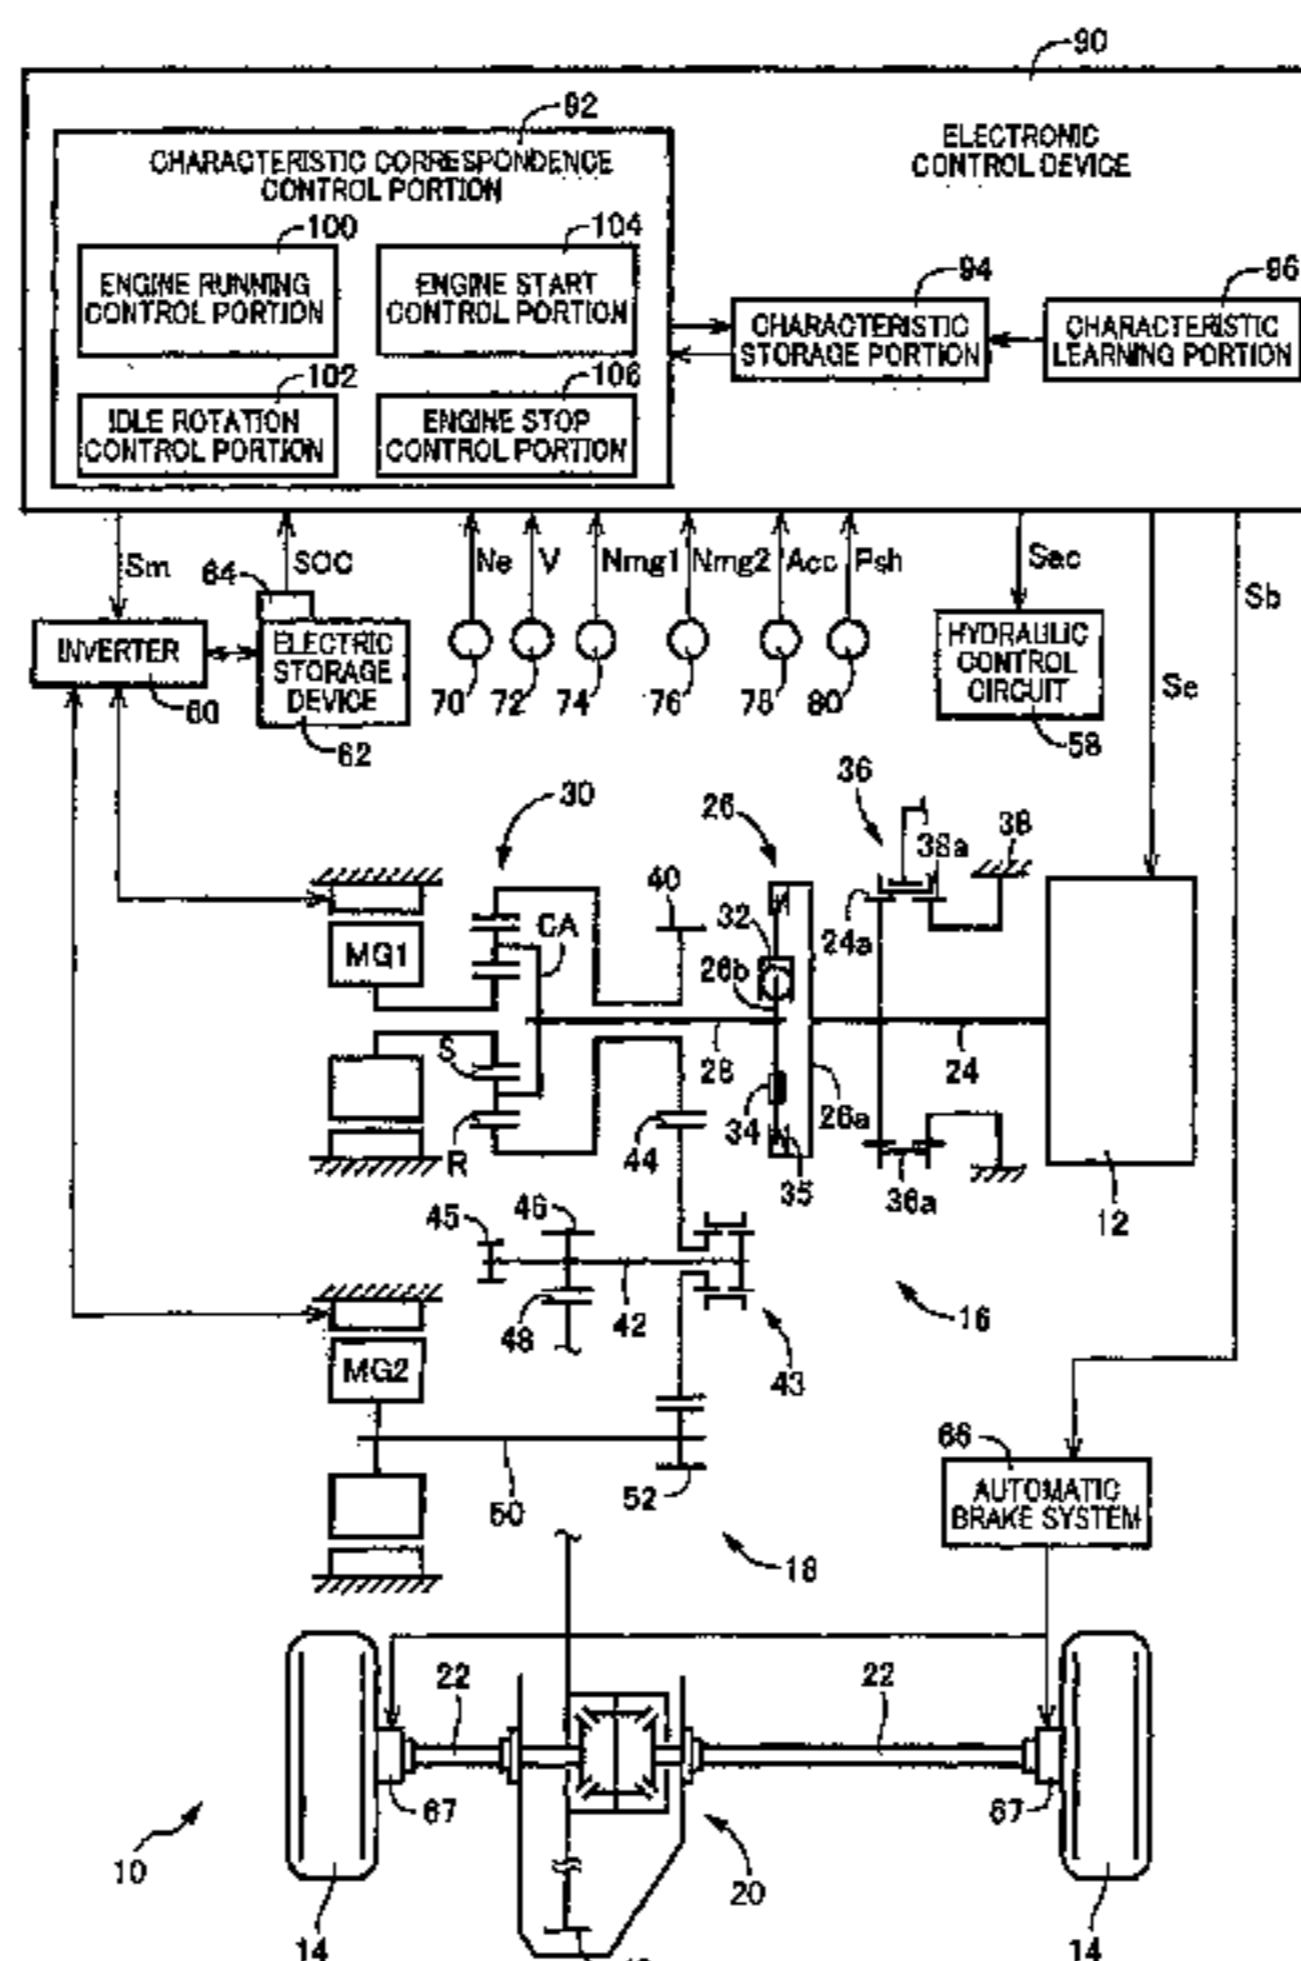 90
ELECTRONIC
CONTROL DEVICE
92
CHARACTERISTIC CORRESPONDENCE
CONTROL PORTION
100
ENGINE RUNNING
CONTROL PORTION
104
ENGINE START
CONTROL PORTION
102
IDLE ROTATION
CONTROL PORTION
106
ENGINE STOP
CONTROL PORTION
94
CHARACTERISTIC
STORAGE PORTION
96
CHARACTERISTIC
LEARNING PORTION
Sm
SOC
Ne
V
Nmg1
Nmg2
Acc
Psh
Sac
Se
Sb
64
INVERTER
60
ELECTRIC
STORAGE
DEVICE
62
70
72
74
76
78
80
HYDRAULIC
CONTROL
CIRCUIT
58
30
26
36
38
38a
40
32
24a
MG1
CA
26b
S
28
24
R
44
34
26a
35
36a
12
45
46
48
42
43
16
MG2
50
52
18
66
AUTOMATIC
BRAKE SYSTEM
22
22
67
67
10
20
14
14